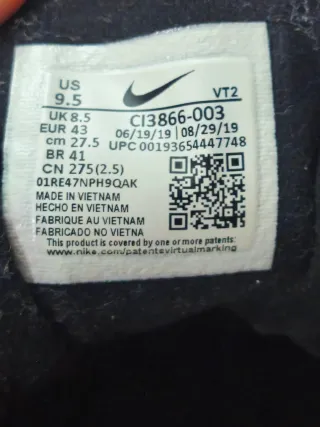 US
9.5
VT2
UK 8.5
CI3866-003
EUR 43
06/19/19 | 08/29/19
cm 27.5
UPC 00193654447748
BR 41
CN 275(2.5)
01RE47NPH9QAK
MADE IN VIETNAM
HECHO EN VIETNAM
FABRIQUE AU VIETNAM
FABRICADO NO VIETNA
This product is covered by one or more patents:
www.nike.com/patentsvirtualmarking